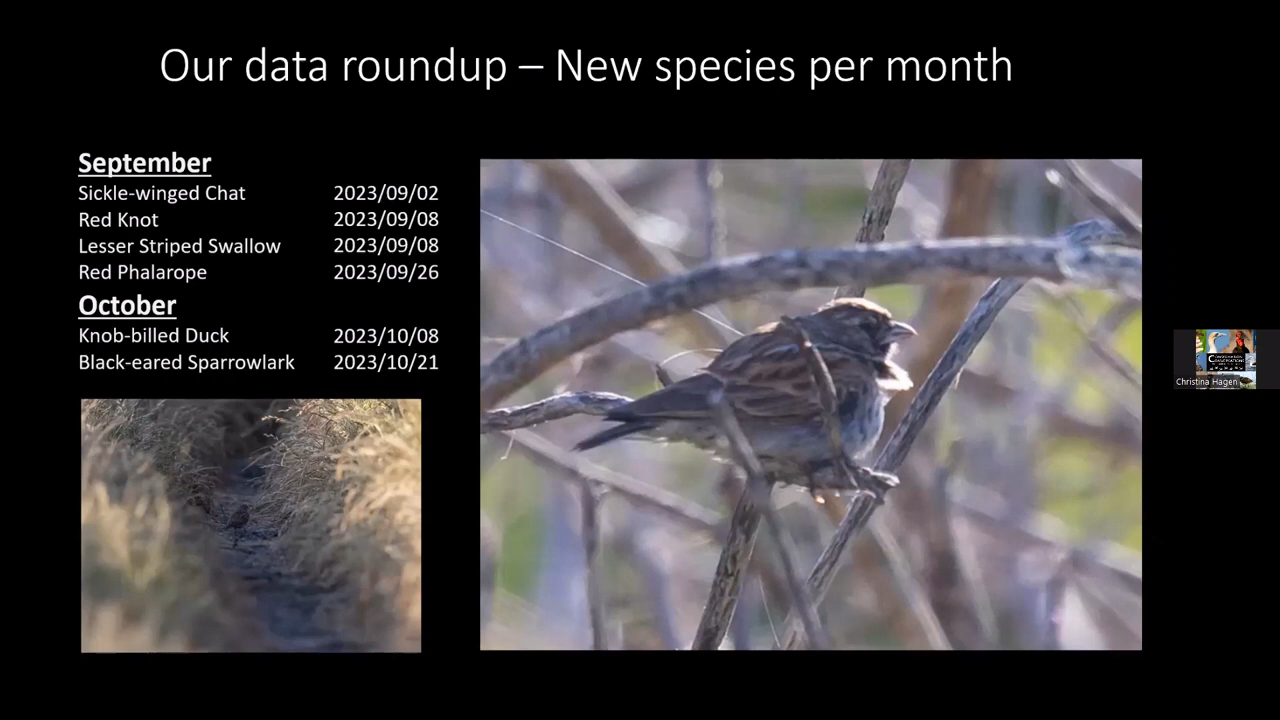 Our data roundup – New species per month
September
Sickle-winged Chat 2023/09/02
Red Knot 2023/09/08
Lesser Striped Swallow 2023/09/08
Red Phalarope 2023/09/26
October
Knob-billed Duck 2023/10/08
Black-eared Sparrowlark 2023/10/21
Christina Hagen